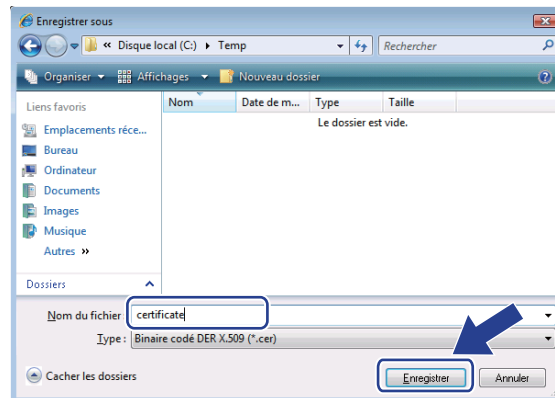 Enregistrer sous
« Disque local (C:) ▸ Temp
Rechercher
Organiser Affichages Nouveau dossier
Liens favoris
Emplacements réce...
Bureau
Ordinateur
Documents
Images
Musique
Autres »
Dossiers
Nom Date de m... Type Taille
Le dossier est vide.
Nom du fichier : certificate
Type : Binaire codé DER X.509 (*.cer)
Cacher les dossiers
Enregistrer
Annuler